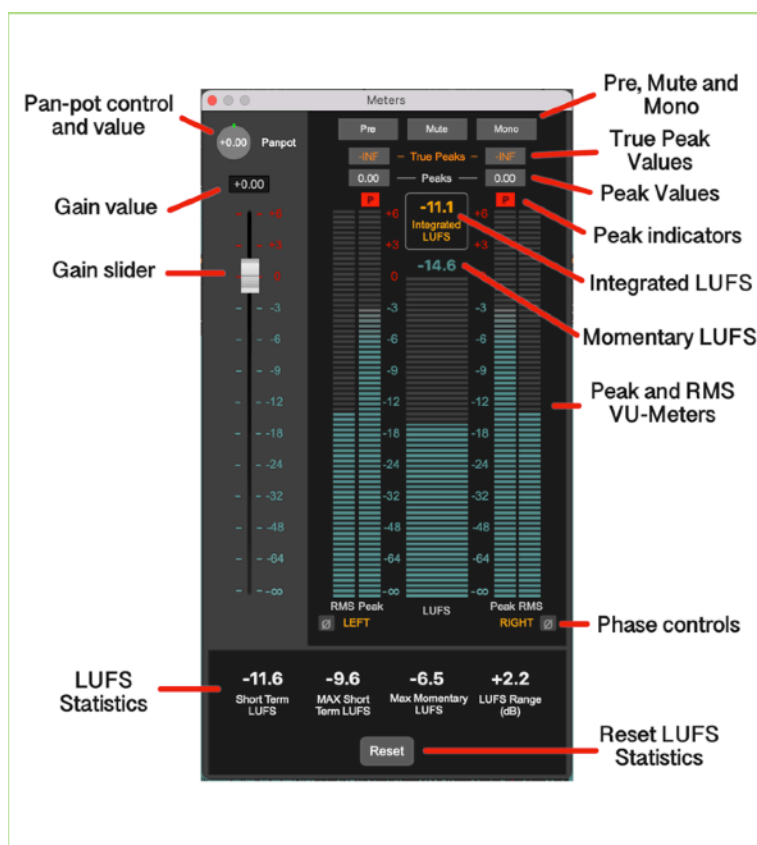 Meters
Pan-pot control
and value
Pre, Mute and
Mono
+0.00 Panpot
Pre Mute Mono
-INF True Peaks -INF
True Peak
Values
0.00 Peaks 0.00
Peak Values
+0.00
Gain value
P P
Peak indicators
-11.1
Integrated
LUFS
Integrated LUFS
-14.6
Momentary LUFS
Gain slider
+6 +6 +6
+3 +3 +3
0 0 0
-3 -3 -3
-6 -6 -6
-9 -9 -9
-12 -12 -12
-18 -18 -18
-24 -24 -24
-32 -32 -32
-48 -48 -48
-64 -64 -64
-∞ -∞ -∞
Peak and RMS
VU-Meters
RMS Peak LUFS Peak RMS
Ø LEFT RIGHT Ø
Phase controls
LUFS
Statistics
-11.6
Short Term
LUFS
-9.6
MAX Short
Term LUFS
-6.5
Max Momentary
LUFS
+2.2
LUFS Range
(dB)
Reset
Reset LUFS
Statistics